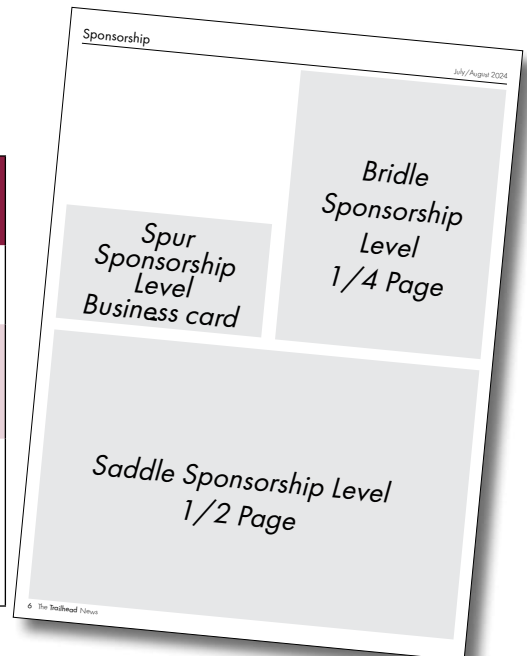 Sponsorship
July/August 2024
Spur
Sponsorship
Level
Business card
Bridle
Sponsorship
Level
1/4 Page
Saddle Sponsorship Level
1/2 Page
6 The Trailhead News